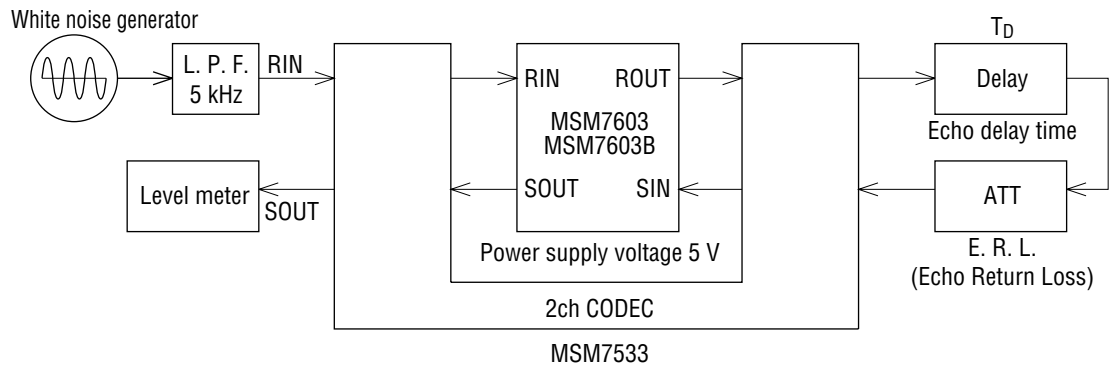 White noise generator
L. P. F.
5 kHz
RIN
RIN
ROUT
MSM7603
MSM7603B
SOUT
SIN
Power supply voltage 5 V
2ch CODEC
MSM7533
TD
Delay
Echo delay time
ATT
E. R. L.
(Echo Return Loss)
Level meter
SOUT